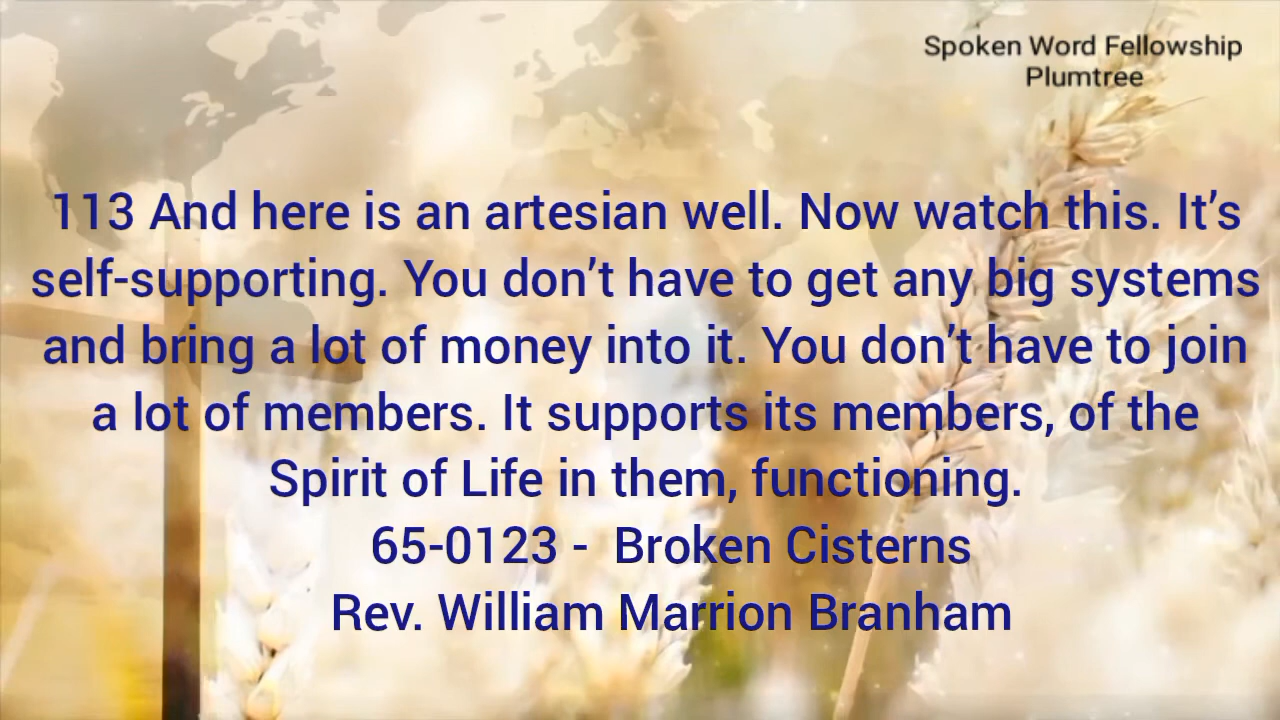 Spoken Word Fellowship
Plumtree
113 And here is an artesian well. Now watch this. It’s
self-supporting. You don’t have to get any big systems
and bring a lot of money into it. You don’t have to join
a lot of members. It supports its members, of the
Spirit of Life in them, functioning.
65-0123 - Broken Cisterns
Rev. William Marrion Branham